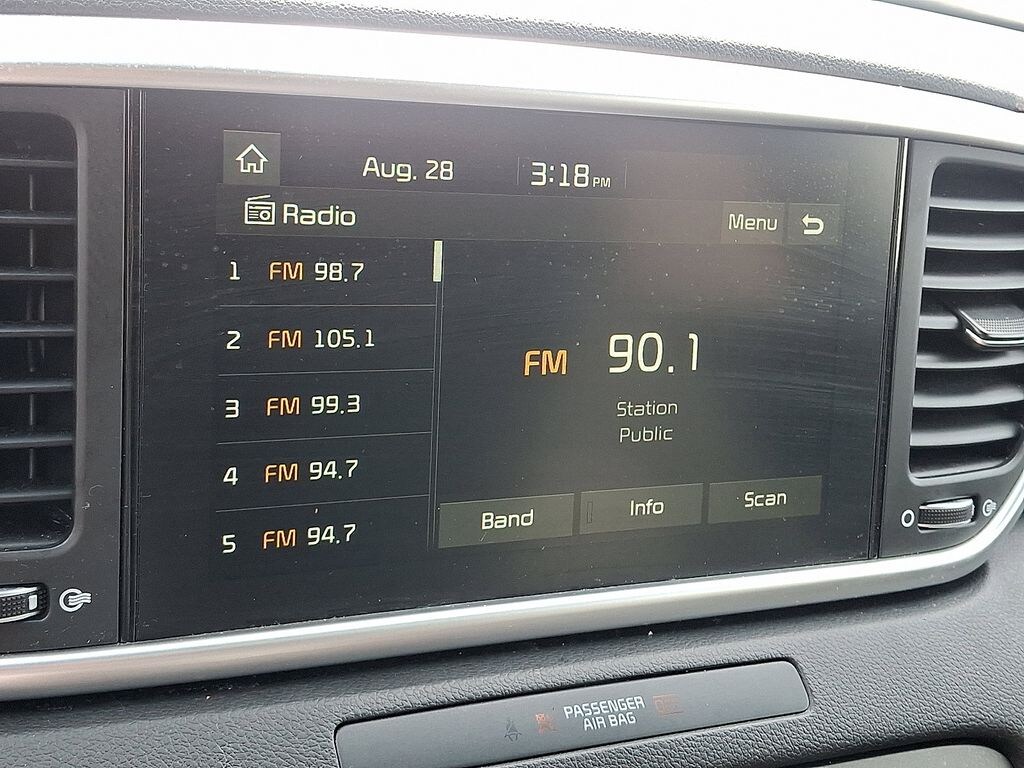 Aug. 28 3:18 PM
Radio
Menu
1 FM 98.7
2 FM 105.1
3 FM 99.3
4 FM 94.7
5 FM 94.7
FM 90.1
Station
Public
Band Info Scan
PASSENGER
AIR BAG